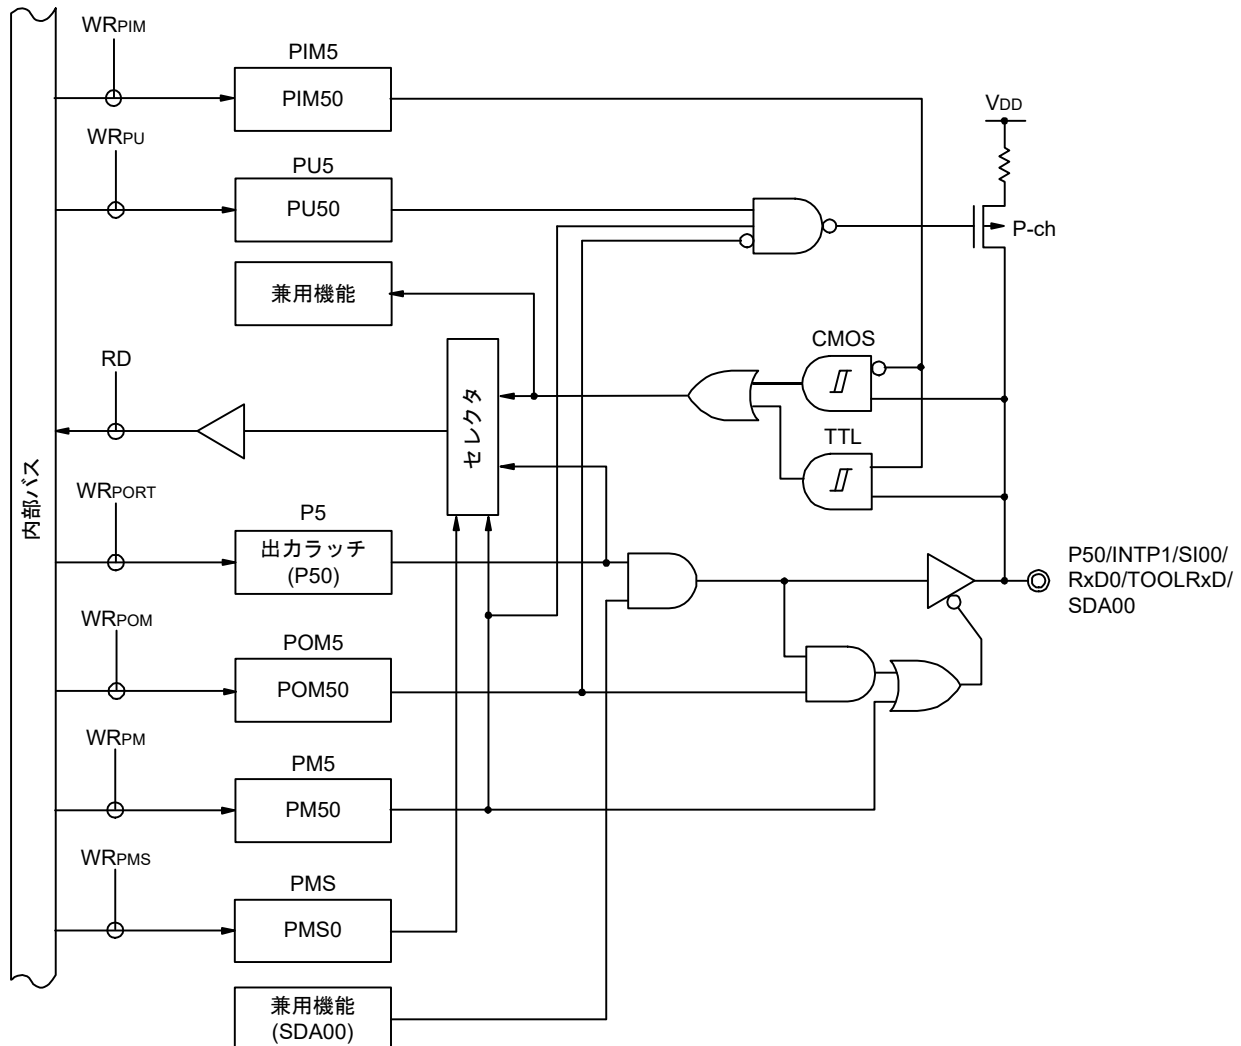 WRPIM
PIM5
PIM50
VDD
WRPU
PU5
PU50
P-ch
兼用機能
CMOS
RD
セレクタ
TTL
内部バス
WRPORT
P5
出力ラッチ
(P50)
P50/INTP1/SI00/
RxD0/TOOLRxD/
SDA00
WRPOM
POM5
POM50
WRPM
PM5
PM50
WRPMS
PMS
PMS0
兼用機能
(SDA00)